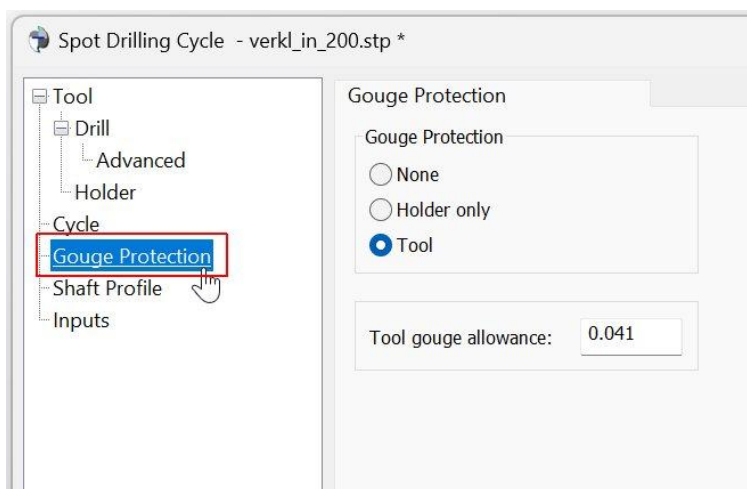 Spot Drilling Cycle - verkl_in_200.stp *
Tool
Drill
Advanced
Holder
Cycle
Gouge Protection
Shaft Profile
Inputs
Gouge Protection
Gouge Protection
None
Holder only
Tool
Tool gouge allowance: 0.041